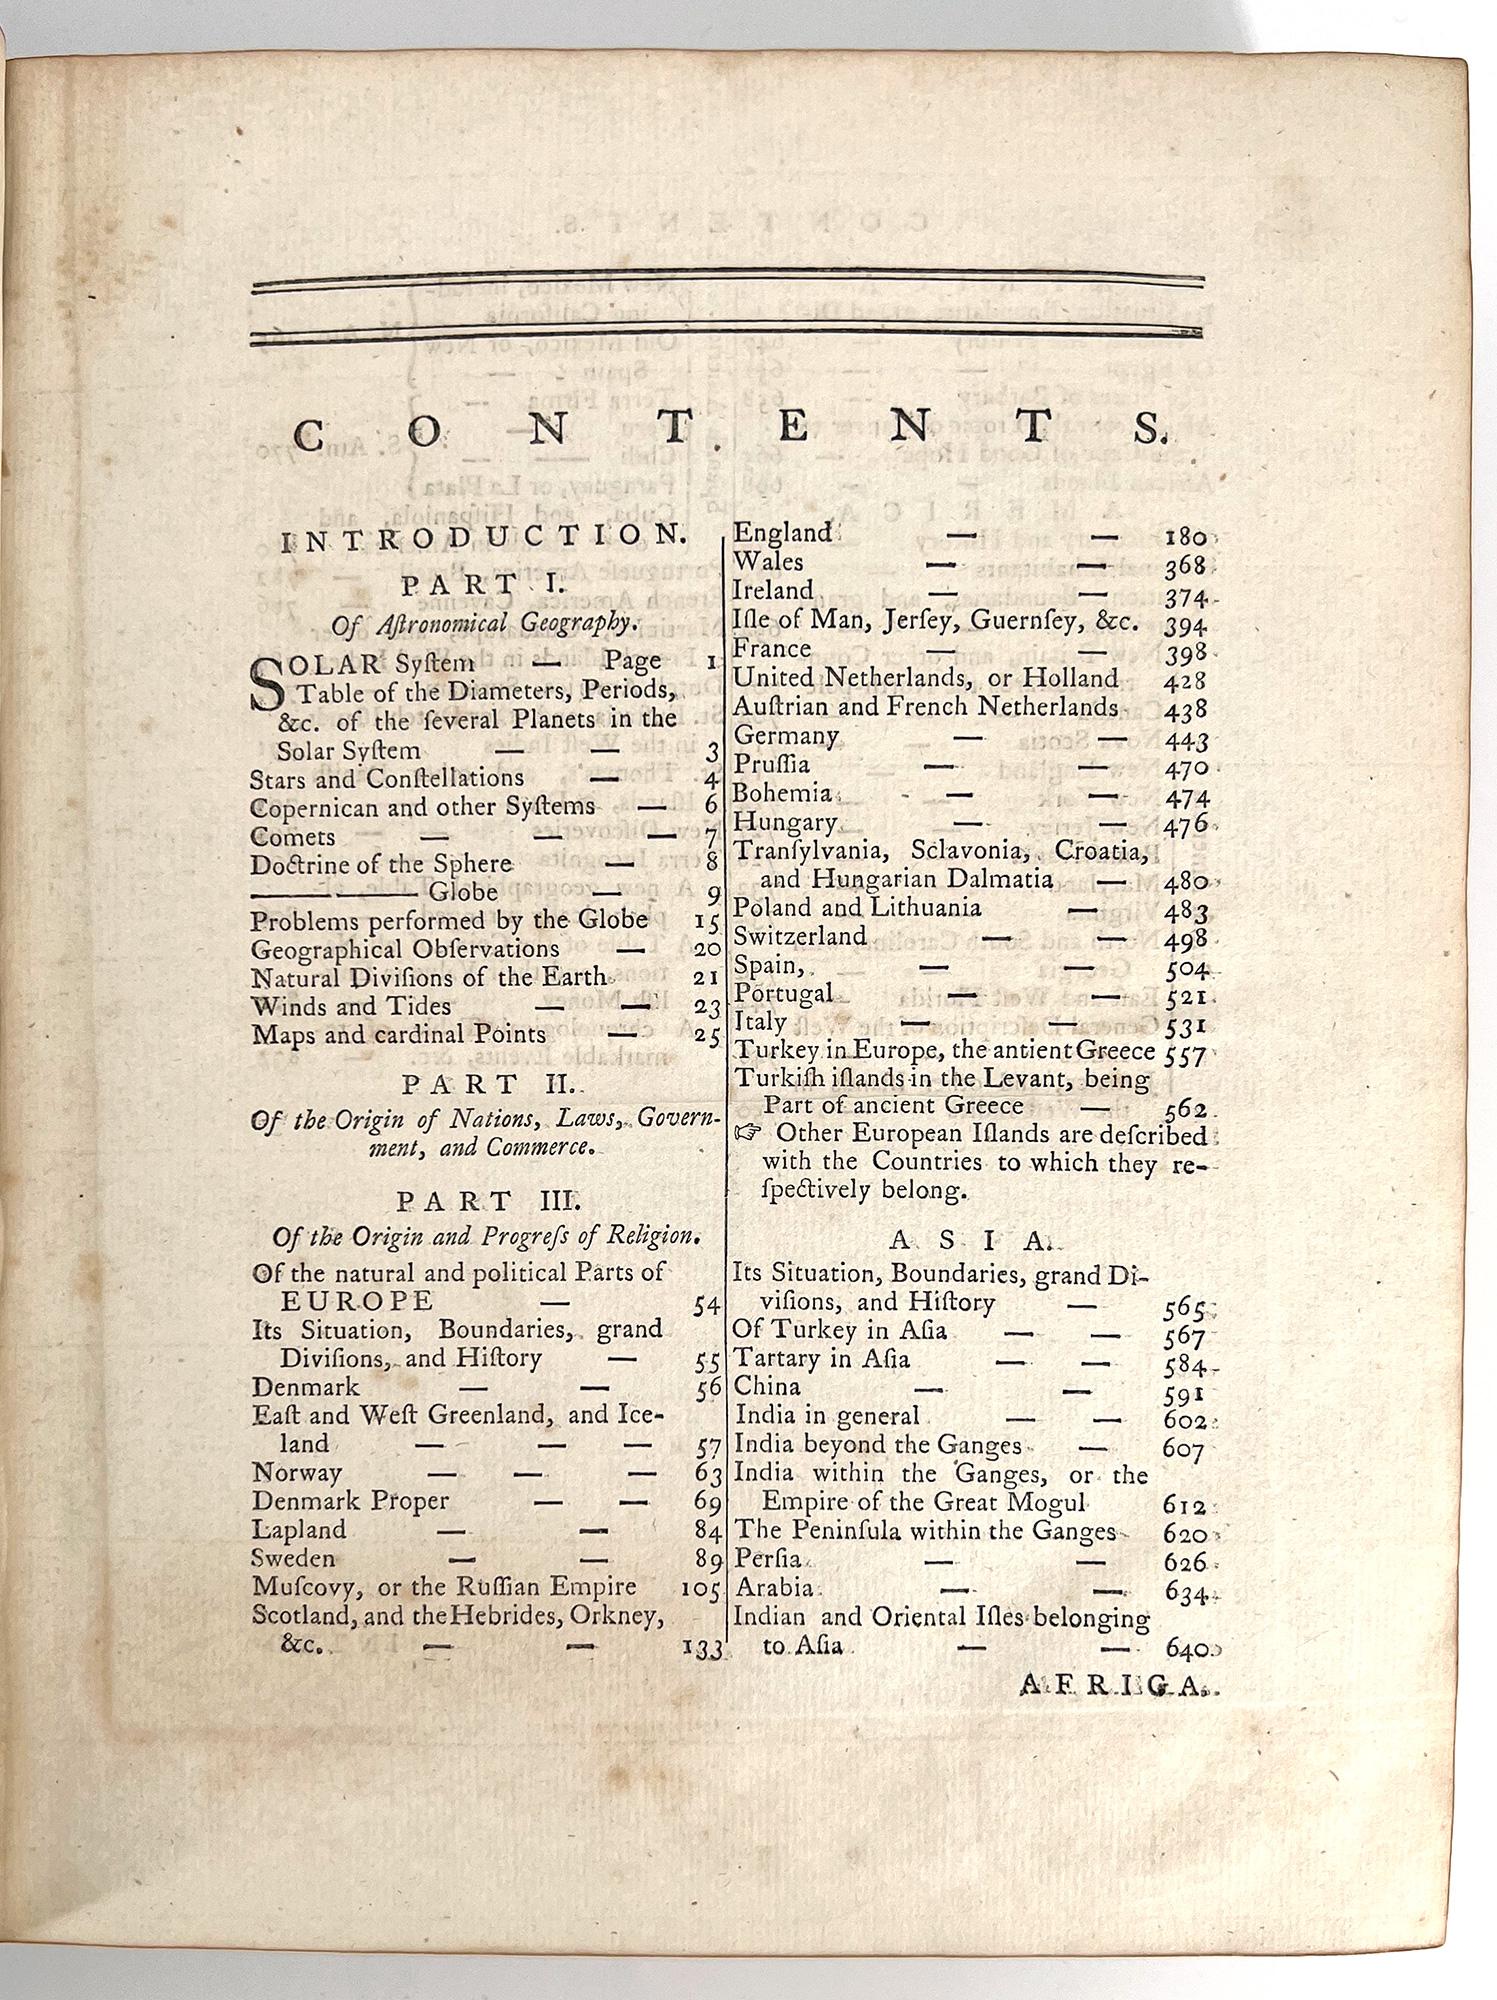 CONTENTS.
INTRODUCTION.
PART I.
Of Aſtronomical Geography.
SOLAR Syſtem — Page 1
Table of the Diameters, Periods,
&c. of the ſeveral Planets in the
Solar Syſtem — — 3
Stars and Conſtellations — 4
Copernican and other Syſtems — 6
Comets — — — 7
Doctrine of the Sphere — 8
—— —— Globe — 9
Problems performed by the Globe 15
Geographical Obſervations — 20
Natural Diviſions of the Earth 21
Winds and Tides — — 23
Maps and cardinal Points — 25
PART II.
Of the Origin of Nations, Laws, Govern-
ment, and Commerce.
PART III.
Of the Origin and Progreſs of Religion.
Of the natural and political Parts of
EUROPE — 54
Its Situation, Boundaries, grand
Diviſions, and Hiſtory — 55
Denmark — — 56
Eaſt and Weſt Greenland, and Ice-
land — — — 57
Norway — — — 63
Denmark Proper — — 69
Lapland — — 84
Sweden — — 89
Muſcovy, or the Ruſſian Empire 105
Scotland, and the Hebrides, Orkney,
&c. — — 133
England — — 180
Wales — — 368
Ireland — — 374
Iſle of Man, Jerſey, Guernſey, &c. 394
France — — 398
United Netherlands, or Holland 428
Auſtrian and French Netherlands 438
Germany — — 443
Pruſſia — — 470
Bohemia — — 474
Hungary — — 476
Tranſylvania, Sclavonia, Croatia,
and Hungarian Dalmatia — 480
Poland and Lithuania — 483
Switzerland — — 498
Spain, — — 504
Portugal — — 521
Italy — — 531
Turkey in Europe, the antient Greece 557
Turkiſh iſlands in the Levant, being
Part of ancient Greece — 562
☞ Other European Iſlands are deſcribed
with the Countries to which they re-
ſpectively belong.
ASIA.
Its Situation, Boundaries, grand Di-
viſions, and Hiſtory — 565
Of Turkey in Aſia — — 567
Tartary in Aſia — — 584
China — — 591
India in general — — 602
India beyond the Ganges — 607
India within the Ganges, or the
Empire of the Great Mogul 612
The Peninſula within the Ganges 620
Perſia — — 626
Arabia — — 634
Indian and Oriental Iſles belonging
to Aſia — — 640
AFRICA.